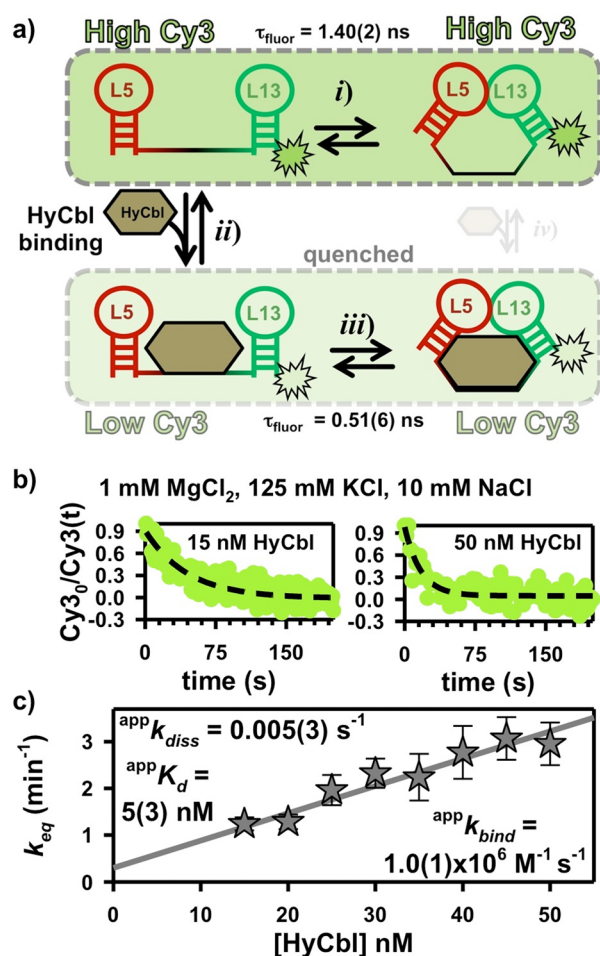 a)
High Cy3
τfluor = 1.40(2) ns
High Cy3
L5
L13
i)
L5
L13
HyCbl
binding
HyCbl
ii)
quenched
iv)
L5
L13
iii)
L5
L13
Low Cy3
τfluor = 0.51(6) ns
Low Cy3
b)
1 mM MgCl₂, 125 mM KCl, 10 mM NaCl
Cy3₀/Cy3(t)
0.9
0.6
0.3
0.0
-0.3
15 nM HyCbl
0
75
150
time (s)
0.9
0.6
0.3
0.0
-0.3
50 nM HyCbl
0
75
150
time (s)
c)
keq (min⁻¹)
3
2
1
0
appkdiss = 0.005(3) s⁻¹
appKd =
5(3) nM
appkbind =
1.0(1)x10⁶ M⁻¹ s⁻¹
0
10
20
30
40
50
[HyCbl] nM